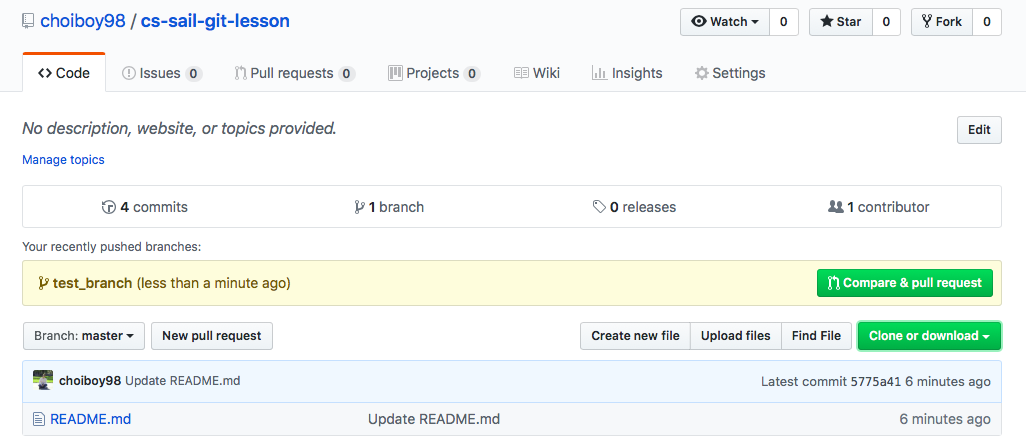 choiboy98 / cs-sail-git-lesson Watch 0 Star 0 Fork 0
Code Issues 0 Pull requests 0 Projects 0 Wiki Insights Settings
No description, website, or topics provided. Edit
Manage topics
4 commits 1 branch 0 releases 1 contributor
Your recently pushed branches:
test_branch (less than a minute ago) Compare & pull request
Branch: master New pull request Create new file Upload files Find File Clone or download
choiboy98 Update README.md Latest commit 5775a41 6 minutes ago
README.md Update README.md 6 minutes ago